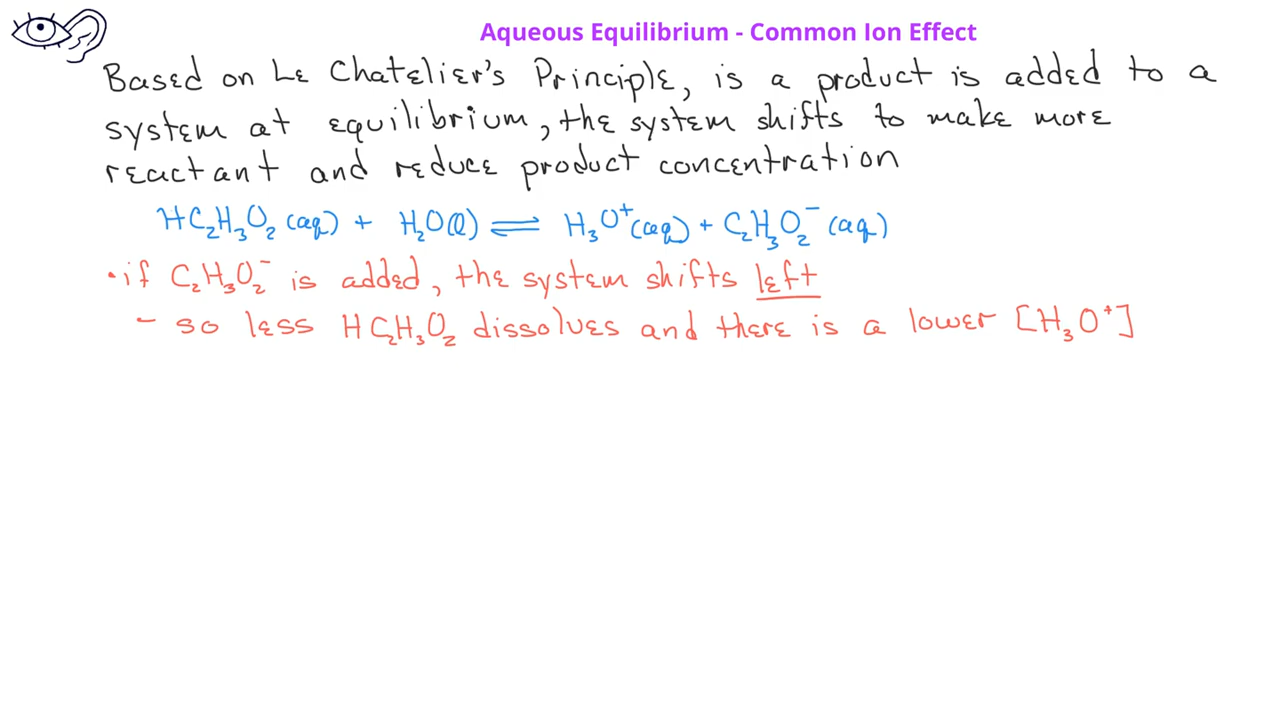 Aqueous Equilibrium - Common Ion Effect
Based on Le Chatelier's Principle, is a product is added to a
system at equilibrium, the system shifts to make more
reactant and reduce product concentration
HC₂H₃O₂ (aq) + H₂O(l) ⇌ H₃O⁺(aq) + C₂H₃O₂⁻ (aq)
• if C₂H₃O₂⁻ is added, the system shifts left
- so less HC₂H₃O₂ dissolves and there is a lower [H₃O⁺]